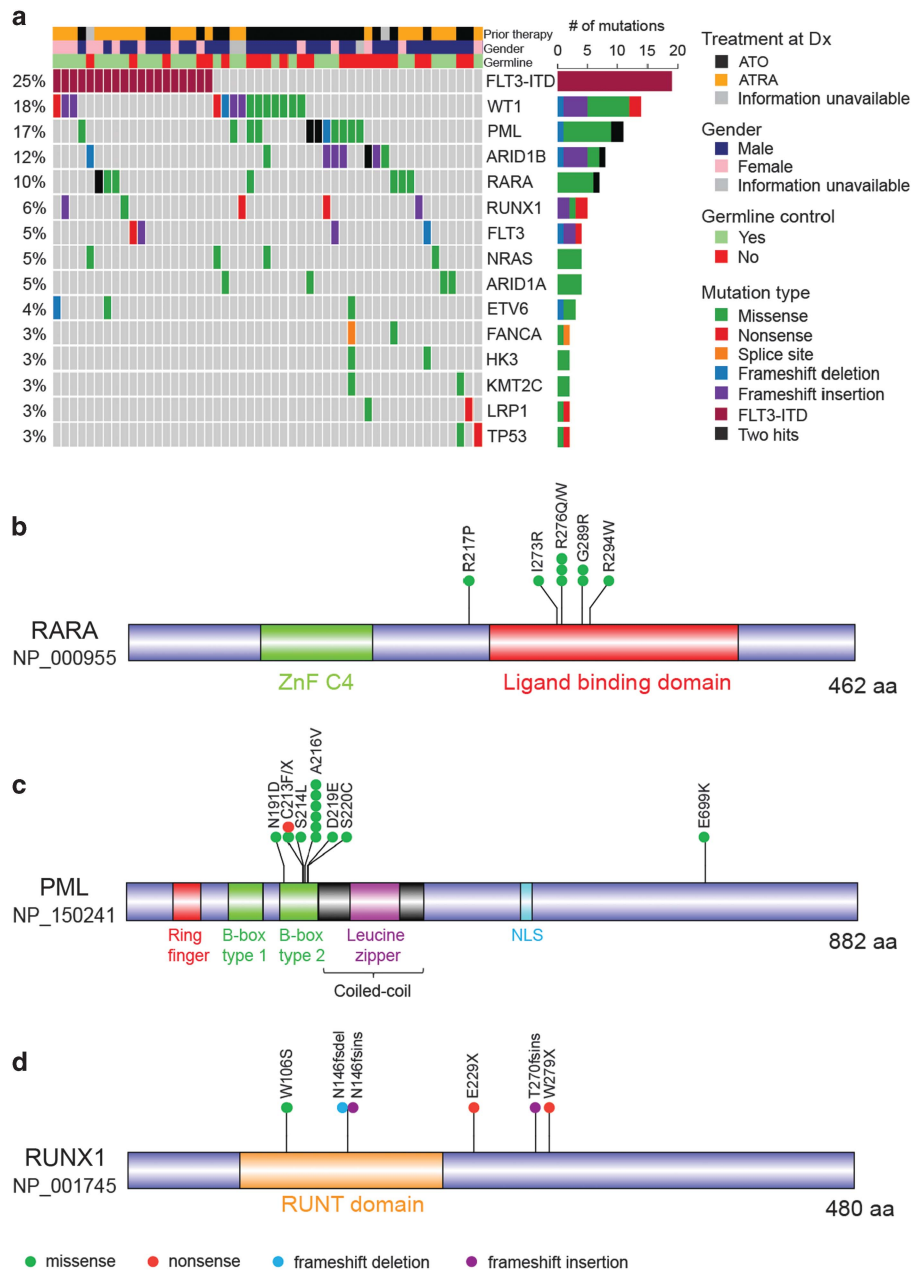 a
Prior therapy
Gender
Germline
# of mutations
0 5 10 15 20
25% FLT3-ITD
18% WT1
17% PML
12% ARID1B
10% RARA
6% RUNX1
5% FLT3
5% NRAS
5% ARID1A
4% ETV6
3% FANCA
3% HK3
3% KMT2C
3% LRP1
3% TP53
Treatment at Dx
ATO
ATRA
Information unavailable
Gender
Male
Female
Information unavailable
Germline control
Yes
No
Mutation type
Missense
Nonsense
Splice site
Frameshift deletion
Frameshift insertion
FLT3-ITD
Two hits
b
R217P
I273R
R276Q/W
G289R
R294W
RARA
NP_000955
ZnF C4
Ligand binding domain
462 aa
c
N191D
C213F/X
S214L
A216V
D219E
S220C
E699K
PML
NP_150241
Ring finger
B-box type 1
B-box type 2
Leucine zipper
NLS
882 aa
Coiled-coil
d
W106S
N146fsdel
N146fsins
E229X
T270fsins
W279X
RUNX1
NP_001745
RUNT domain
480 aa
missense
nonsense
frameshift deletion
frameshift insertion